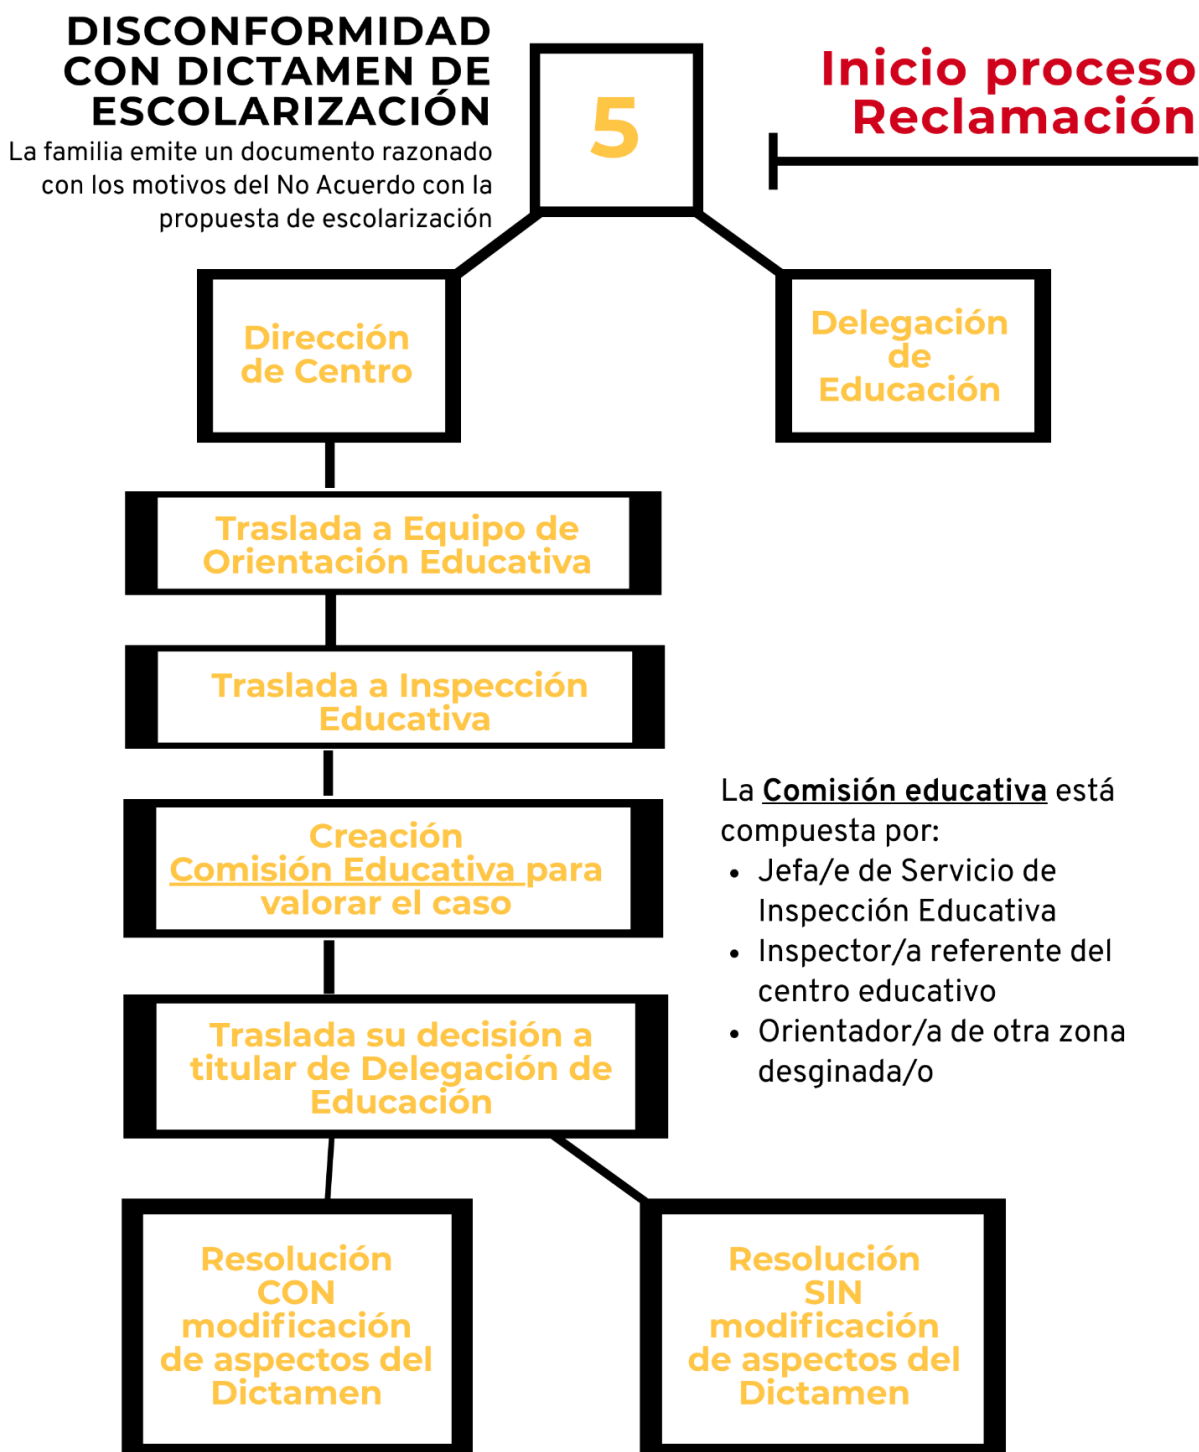 DISCONFORMIDAD
CON DICTAMEN DE
ESCOLARIZACIÓN
La familia emite un documento razonado
con los motivos del No Acuerdo con la
propuesta de escolarización
5
Inicio proceso
Reclamación
Dirección
de Centro
Delegación
de
Educación
Traslada a Equipo de
Orientación Educativa
Traslada a Inspección
Educativa
Creación
Comisión Educativa para
valorar el caso
Traslada su decisión a
titular de Delegación de
Educación
La Comisión educativa está
compuesta por:
• Jefa/e de Servicio de
Inspección Educativa
• Inspector/a referente del
centro educativo
• Orientador/a de otra zona
desginada/o
Resolución
CON
modificación
de aspectos del
Dictamen
Resolución
SIN
modificación
de aspectos del
Dictamen